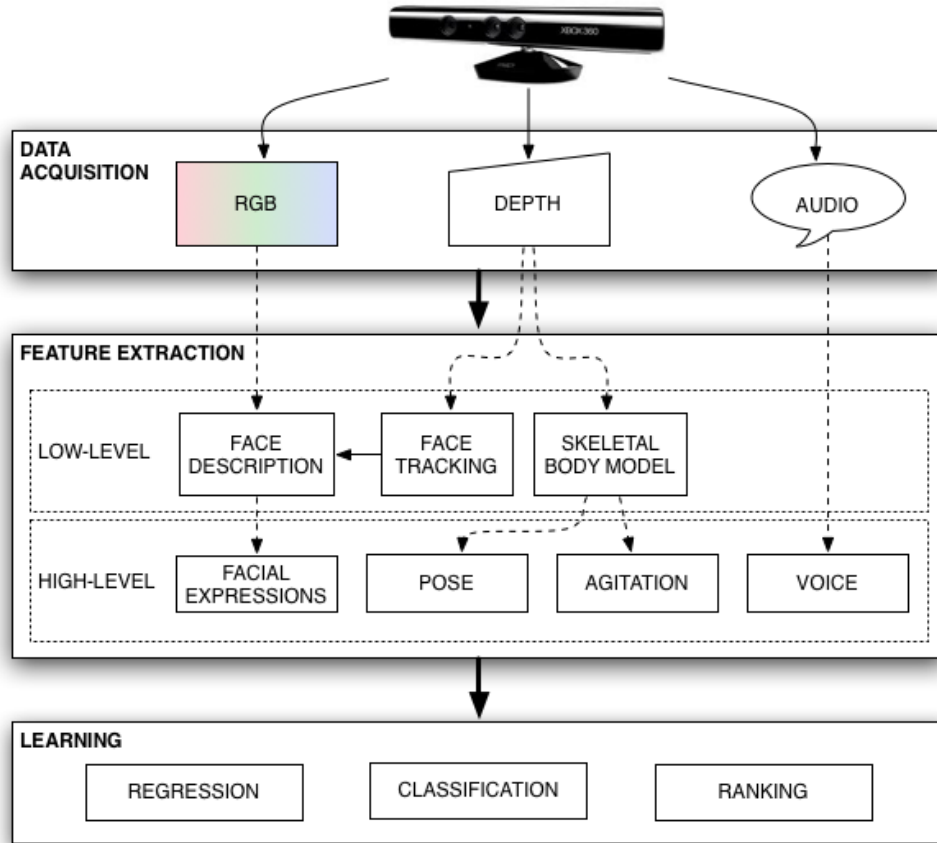 XBOX 360
DATA
ACQUISITION
RGB
DEPTH
AUDIO
FEATURE EXTRACTION
LOW-LEVEL
FACE
DESCRIPTION
FACE
TRACKING
SKELETAL
BODY MODEL
HIGH-LEVEL
FACIAL
EXPRESSIONS
POSE
AGITATION
VOICE
LEARNING
REGRESSION
CLASSIFICATION
RANKING